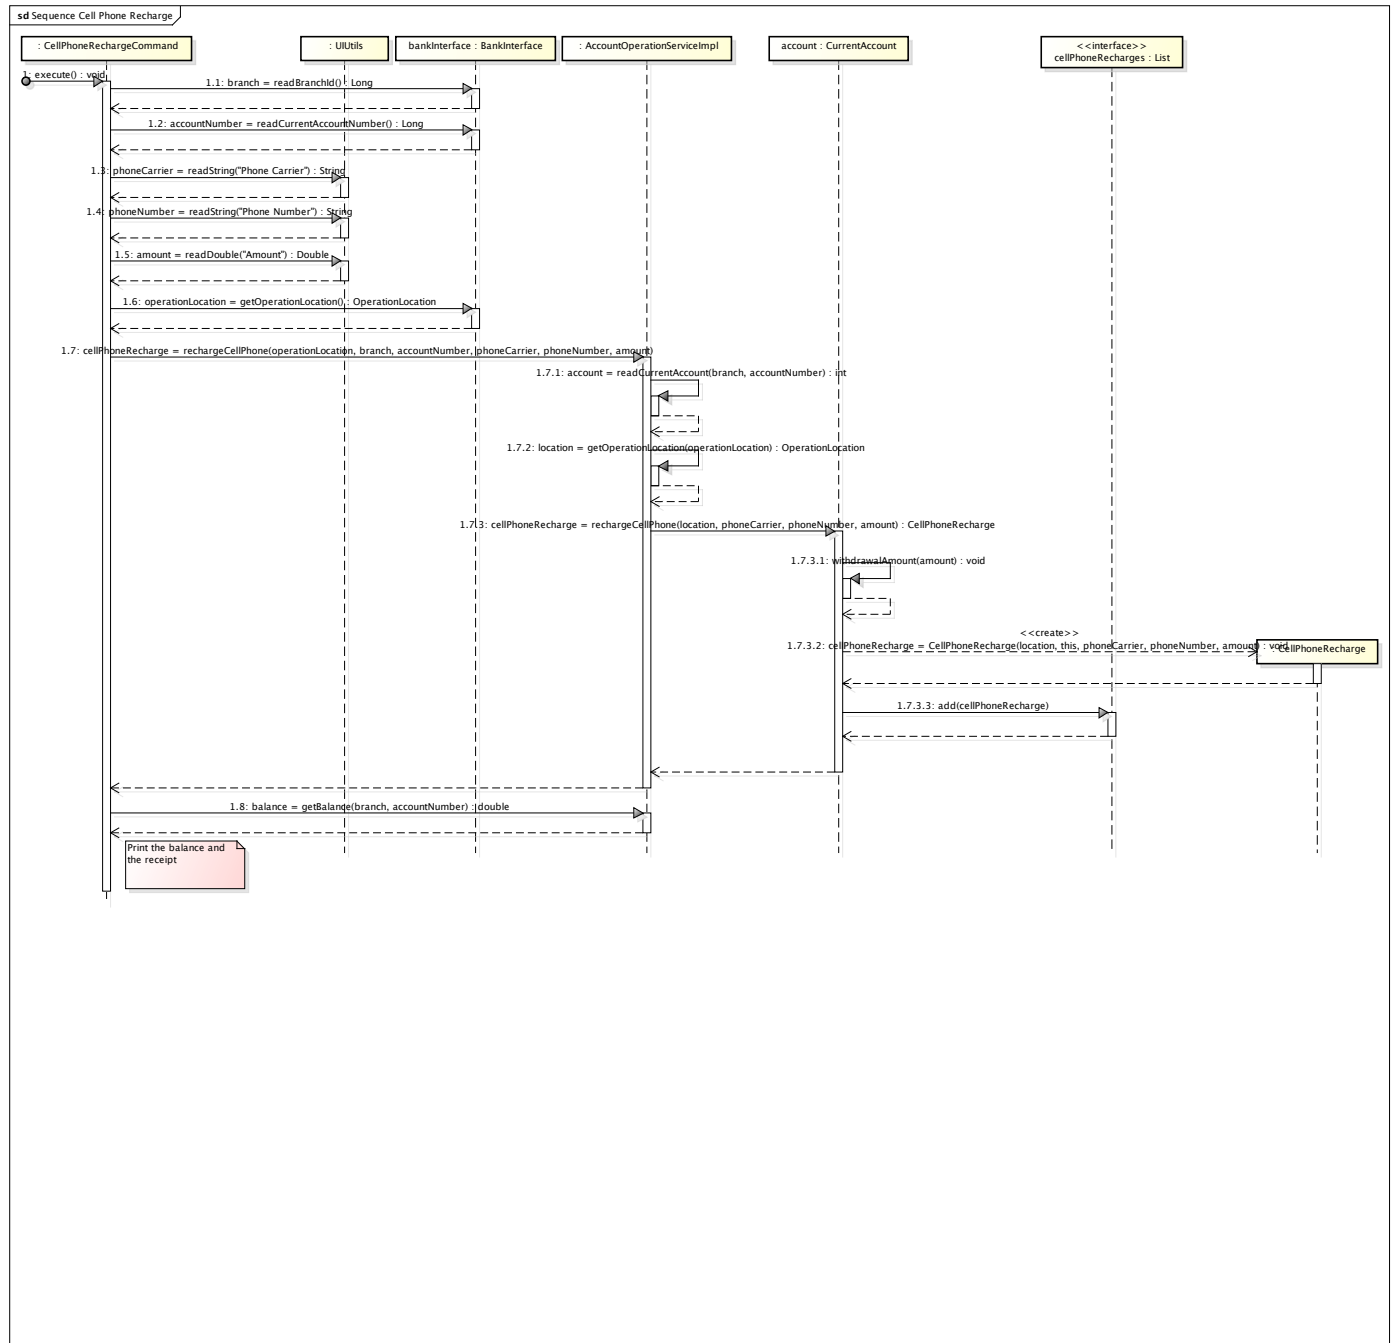 sd Sequence Cell Phone Recharge
: CellPhoneRechargeCommand
: UIUtils
bankInterface : BankInterface
: AccountOperationServiceImpl
account : CurrentAccount
<<interface>>
cellPhoneRecharges : List
1: execute() : void
1.1: branch = readBranchId() : Long
1.2: accountNumber = readCurrentAccountNumber() : Long
1.3: phoneCarrier = readString("Phone Carrier") : String
1.4: phoneNumber = readString("Phone Number") : String
1.5: amount = readDouble("Amount") : Double
1.6: operationLocation = getOperationLocation() : OperationLocation
1.7: cellPhoneRecharge = rechargeCellPhone(operationLocation, branch, accountNumber, phoneCarrier, phoneNumber, amount)
1.7.1: account = readCurrentAccount(branch, accountNumber) : int
1.7.2: location = getOperationLocation(operationLocation) : OperationLocation
1.7.3: cellPhoneRecharge = rechargeCellPhone(location, phoneCarrier, phoneNumber, amount) : CellPhoneRecharge
1.7.3.1: withdrawalAmount(amount) : void
<<create>>
1.7.3.2: cellPhoneRecharge = CellPhoneRecharge(location, this, phoneCarrier, phoneNumber, amount) : void
: CellPhoneRecharge
1.7.3.3: add(cellPhoneRecharge)
1.8: balance = getBalance(branch, accountNumber) : double
Print the balance and
the receipt